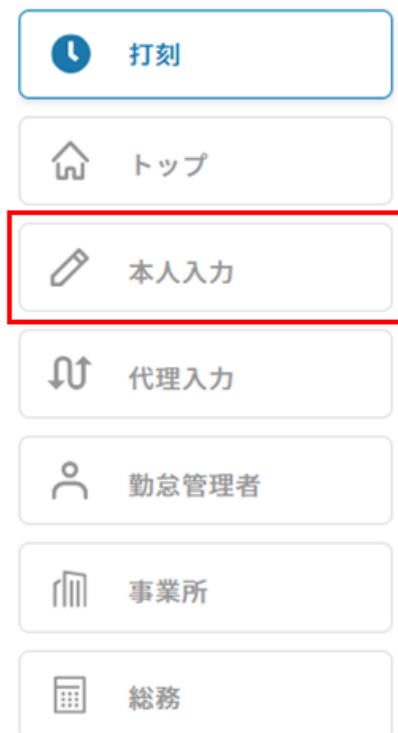 打刻
トップ
本人入力
代理入力
勤怠管理者
事業所
総務